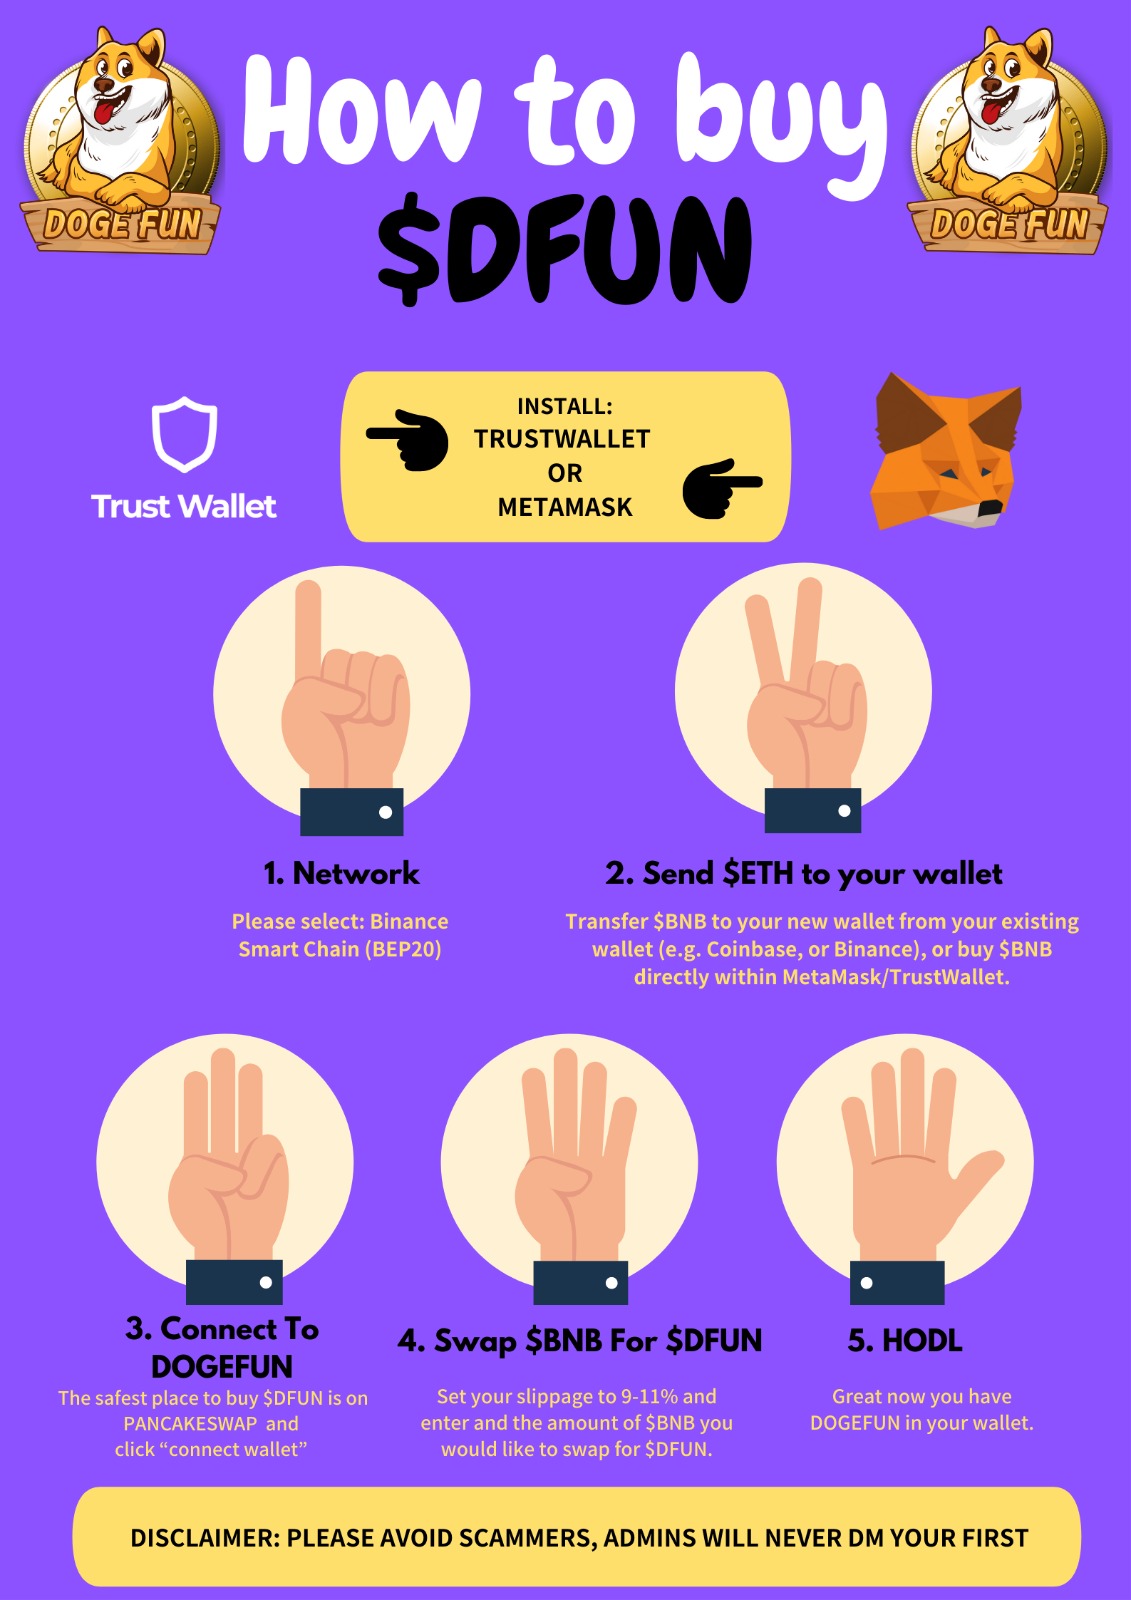 How to buy
$DFUN
DOGE FUN
DOGE FUN
Trust Wallet
INSTALL:
TRUSTWALLET
OR
METAMASK
1. Network
Please select: Binance
Smart Chain (BEP20)
2. Send $ETH to your wallet
Transfer $BNB to your new wallet from your existing
wallet (e.g. Coinbase, or Binance), or buy $BNB
directly within MetaMask/TrustWallet.
3. Connect To
DOGEFUN
The safest place to buy $DFUN is on
PANCAKESWAP and
click “connect wallet”
4. Swap $BNB For $DFUN
Set your slippage to 9-11% and
enter and the amount of $BNB you
would like to swap for $DFUN.
5. HODL
Great now you have
DOGEFUN in your wallet.
DISCLAIMER: PLEASE AVOID SCAMMERS, ADMINS WILL NEVER DM YOUR FIRST